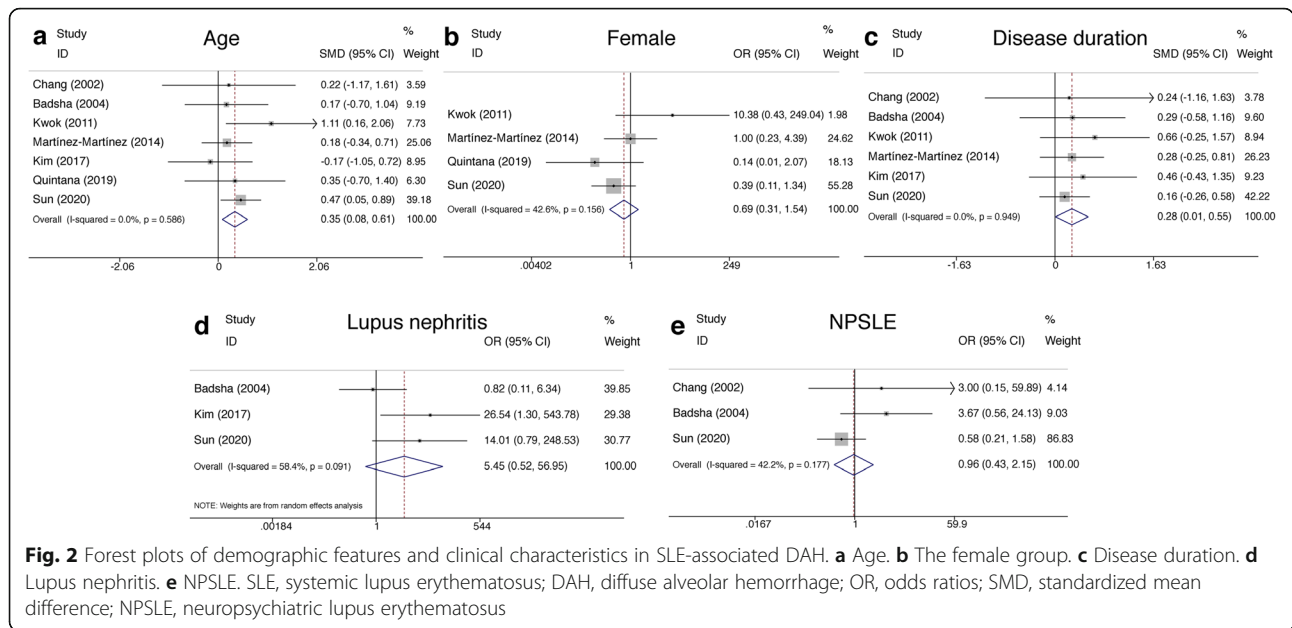 a Study Age %
ID SMD (95% CI) Weight
Chang (2002) 0.22 (-1.17, 1.61) 3.59
Badsha (2004) 0.17 (-0.70, 1.04) 9.19
Kwok (2011) 1.11 (0.16, 2.06) 7.73
Martínez-Martínez (2014) 0.18 (-0.34, 0.71) 25.06
Kim (2017) -0.17 (-1.05, 0.72) 8.95
Quintana (2019) 0.35 (-0.70, 1.40) 6.30
Sun (2020) 0.47 (0.05, 0.89) 39.18
Overall (I-squared = 0.0%, p = 0.586) 0.35 (0.08, 0.61) 100.00
-2.06 0 2.06
b Study Female %
ID OR (95% CI) Weight
Kwok (2011) 10.38 (0.43, 249.04) 1.98
Martínez-Martínez (2014) 1.00 (0.23, 4.39) 24.62
Quintana (2019) 0.14 (0.01, 2.07) 18.13
Sun (2020) 0.39 (0.11, 1.34) 55.28
Overall (I-squared = 42.6%, p = 0.156) 0.69 (0.31, 1.54) 100.00
.00402 1 249
c Study Disease duration %
ID SMD (95% CI) Weight
Chang (2002) 0.24 (-1.16, 1.63) 3.78
Badsha (2004) 0.29 (-0.58, 1.16) 9.60
Kwok (2011) 0.66 (-0.25, 1.57) 8.94
Martínez-Martínez (2014) 0.28 (-0.25, 0.81) 26.23
Kim (2017) 0.46 (-0.43, 1.35) 9.23
Sun (2020) 0.16 (-0.26, 0.58) 42.22
Overall (I-squared = 0.0%, p = 0.949) 0.28 (0.01, 0.55) 100.00
-1.63 0 1.63
d Study Lupus nephritis %
ID OR (95% CI) Weight
Badsha (2004) 0.82 (0.11, 6.34) 39.85
Kim (2017) 26.54 (1.30, 543.78) 29.38
Sun (2020) 14.01 (0.79, 248.53) 30.77
Overall (I-squared = 58.4%, p = 0.091) 5.45 (0.52, 56.95) 100.00
NOTE: Weights are from random effects analysis
.00184 1 544
e Study NPSLE %
ID OR (95% CI) Weight
Chang (2002) 3.00 (0.15, 59.89) 4.14
Badsha (2004) 3.67 (0.56, 24.13) 9.03
Sun (2020) 0.58 (0.21, 1.58) 86.83
Overall (I-squared = 42.2%, p = 0.177) 0.96 (0.43, 2.15) 100.00
.0167 1 59.9
Fig. 2 Forest plots of demographic features and clinical characteristics in SLE-associated DAH. a Age. b The female group. c Disease duration. d
Lupus nephritis. e NPSLE. SLE, systemic lupus erythematosus; DAH, diffuse alveolar hemorrhage; OR, odds ratios; SMD, standardized mean
difference; NPSLE, neuropsychiatric lupus erythematosus